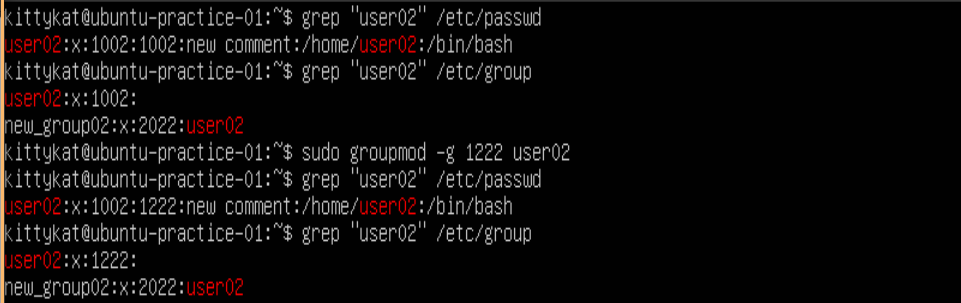 kittykat@ubuntu-practice-01:~$ grep "user02" /etc/passwd
user02:x:1002:1002:new comment:/home/user02:/bin/bash
kittykat@ubuntu-practice-01:~$ grep "user02" /etc/group
user02:x:1002:
new_group02:x:2022:user02
kittykat@ubuntu-practice-01:~$ sudo groupmod -g 1222 user02
kittykat@ubuntu-practice-01:~$ grep "user02" /etc/passwd
user02:x:1002:1222:new comment:/home/user02:/bin/bash
kittykat@ubuntu-practice-01:~$ grep "user02" /etc/group
user02:x:1222:
new_group02:x:2022:user02